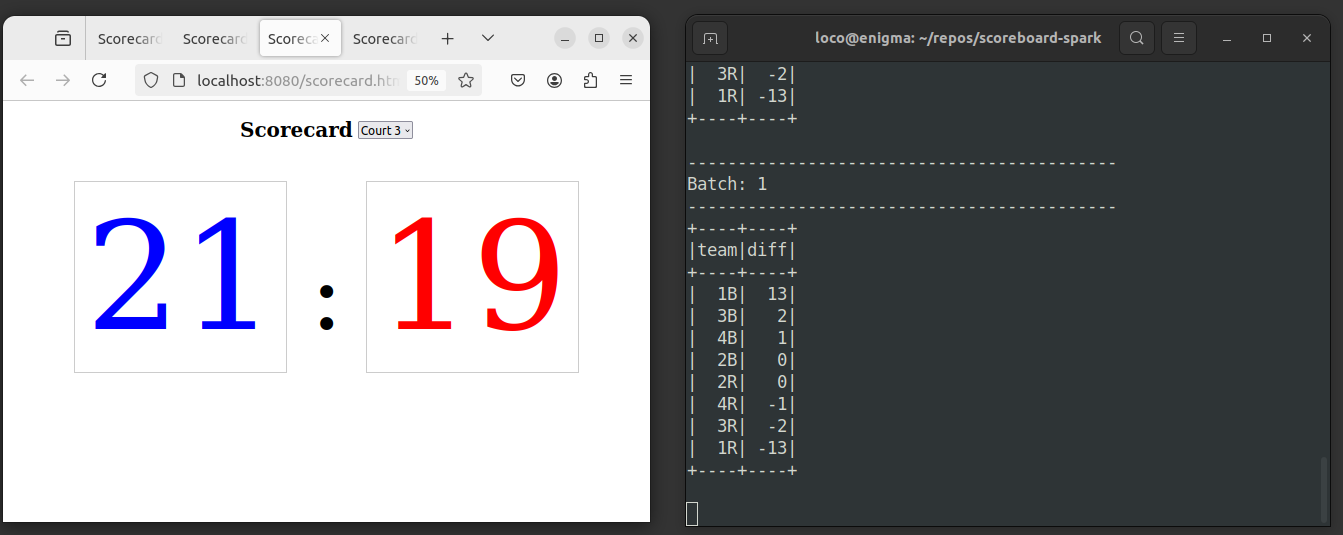 Scorecard Scorecard Scoreca Scorecard
localhost:8080/scorecard.htm 50%
Scorecard Court 3
21 : 19
loco@enigma: ~/repos/scoreboard-spark
|  3R|  -2|
|  1R| -13|
+----+----+
-------------------------------------------
Batch: 1
-------------------------------------------
+----+----+
|team|diff|
+----+----+
|  1B|  13|
|  3B|   2|
|  4B|   1|
|  2B|   0|
|  2R|   0|
|  4R|  -1|
|  3R|  -2|
|  1R| -13|
+----+----+